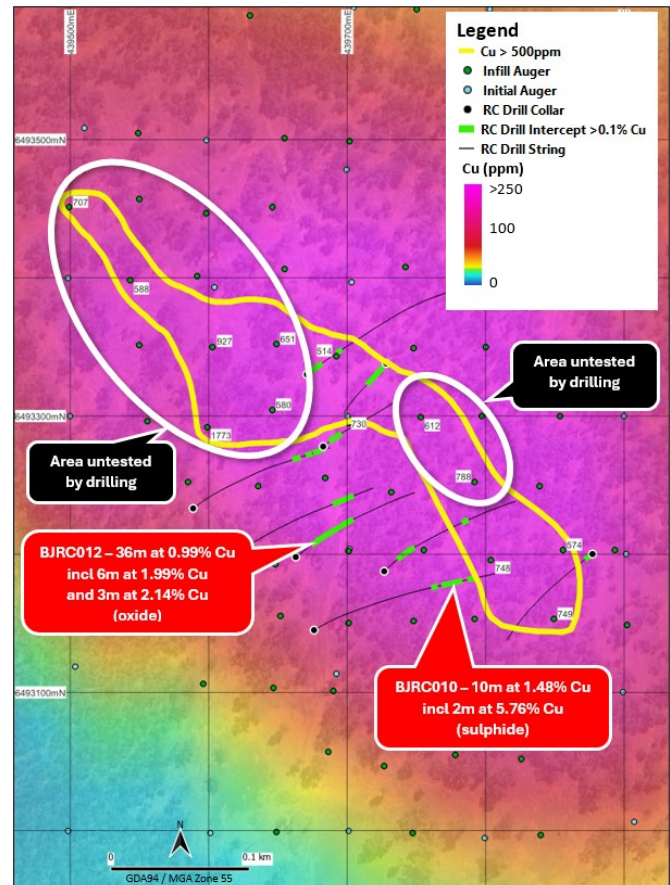 439500mE
439700mE
Legend
Cu > 500ppm
Infill Auger
Initial Auger
RC Drill Collar
RC Drill Intercept >0.1% Cu
RC Drill String
Cu (ppm)
>250
100
0
6493500mN
707
588
927
651
514
Area untested
by drilling
6493300mN
580
730
612
1773
Area untested
by drilling
788
BJRC012 – 36m at 0.99% Cu
incl 6m at 1.99% Cu
and 3m at 2.14% Cu
(oxide)
574
748
749
BJRC010 – 10m at 1.48% Cu
incl 2m at 5.76% Cu
(sulphide)
6493100mN
A
0
0.1 km
GDA94 / MGA Zone 55